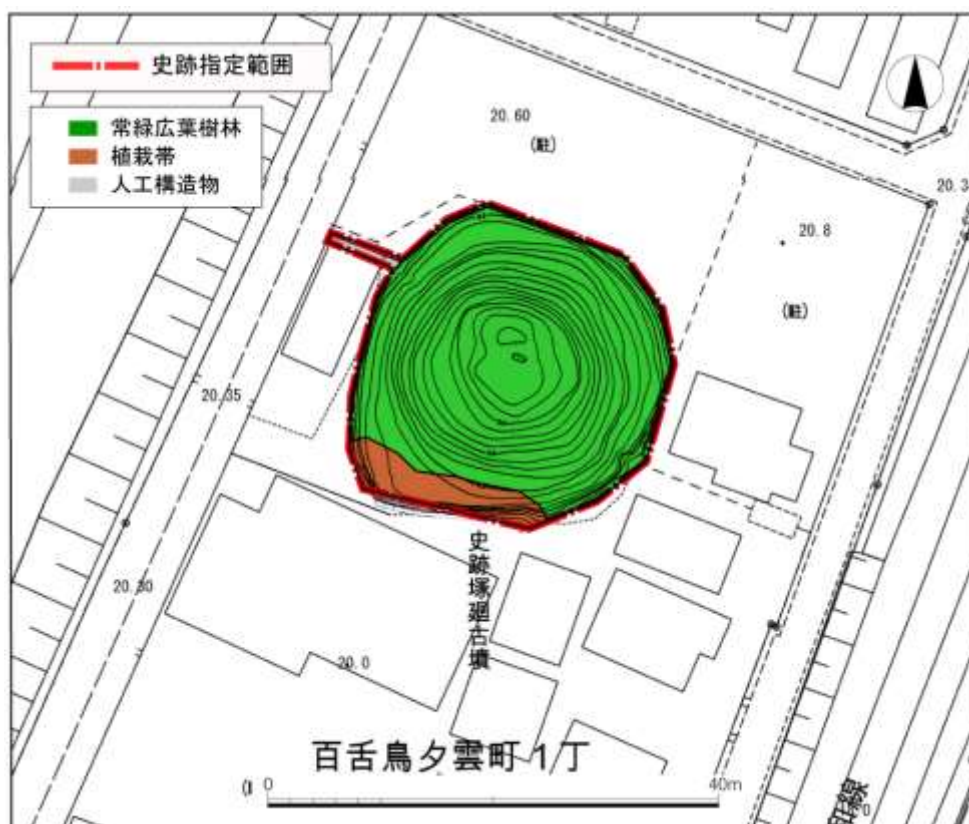 史跡指定範囲
常緑広葉樹林
植栽帯
人工構造物
20.60
(駐)
20.3
20.8
(駐)
20.35
20.30
20.0
史跡塚廻古墳
百舌鳥夕雲町1丁
0
40m